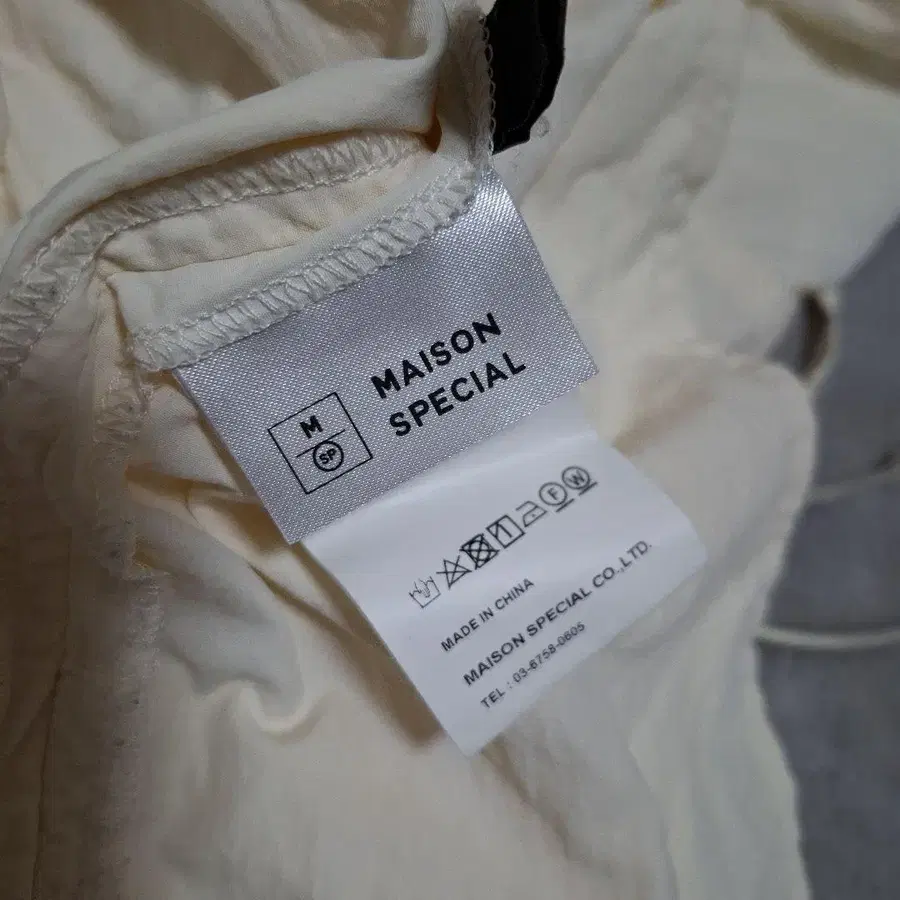 MAISON
SPECIAL
M
SP
F W
MADE IN CHINA
MAISON SPECIAL CO.,LTD.
TEL : 03-6758-0605